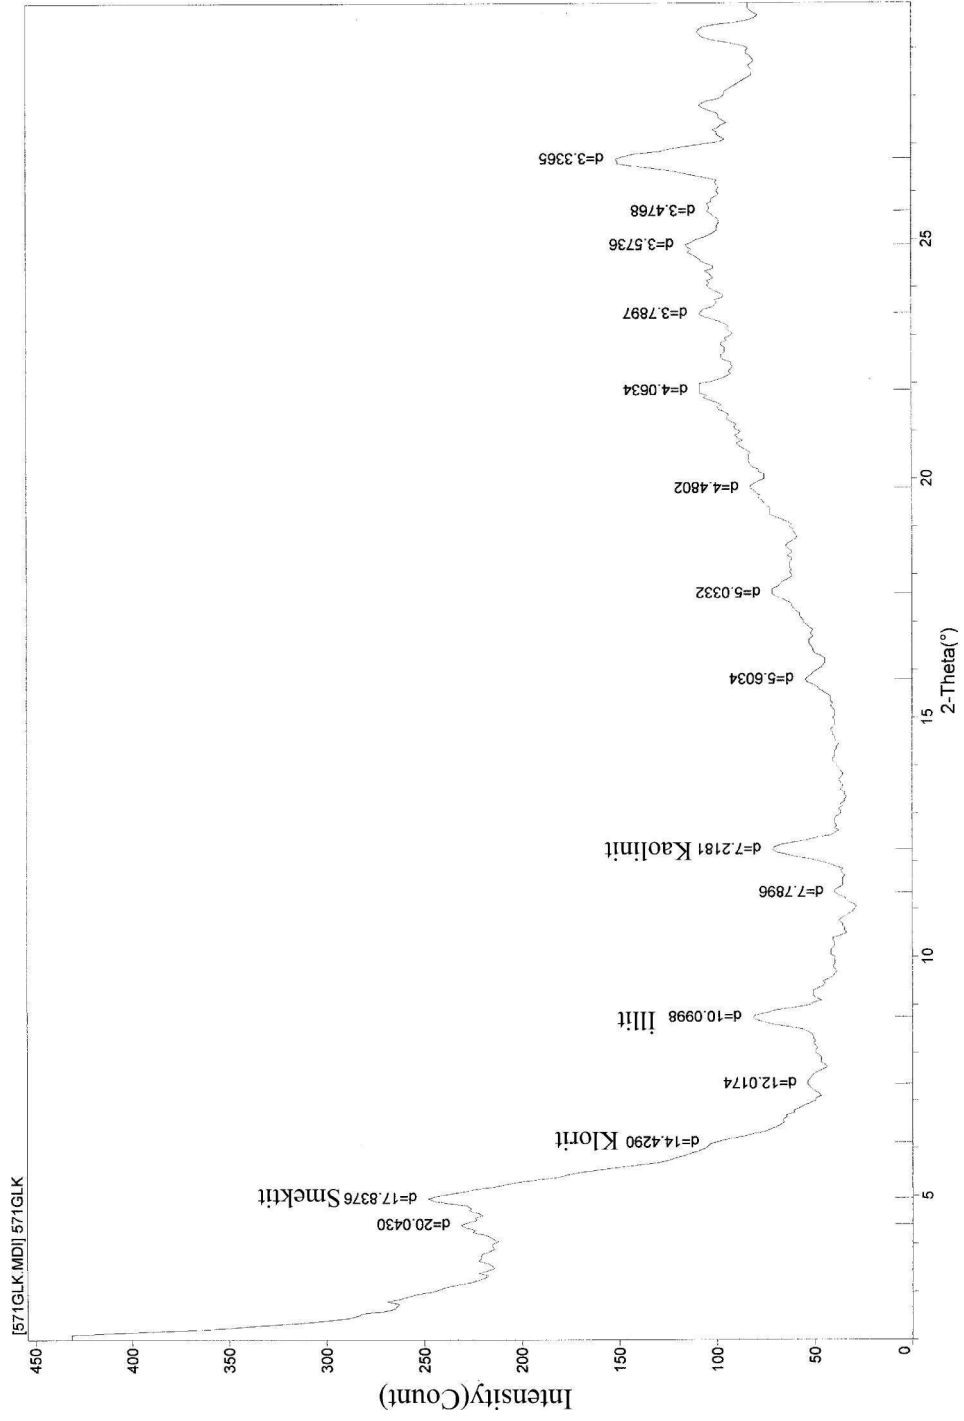 [571GLK.MDI] 571GLK
Intensity(Count)
450
400
350
300
250
200
150
100
50
0
d=20.0430
d=17.8376 Smektit
d=14.4290 Klorit
d=12.0174
d=10.0998 İllit
d=7.7896
d=7.2181 Kaolinit
d=5.6034
d=5.0332
d=4.4802
d=4.0634
d=3.7897
d=3.5736
d=3.4768
d=3.3365
5
10
15
20
25
2-Theta(°)